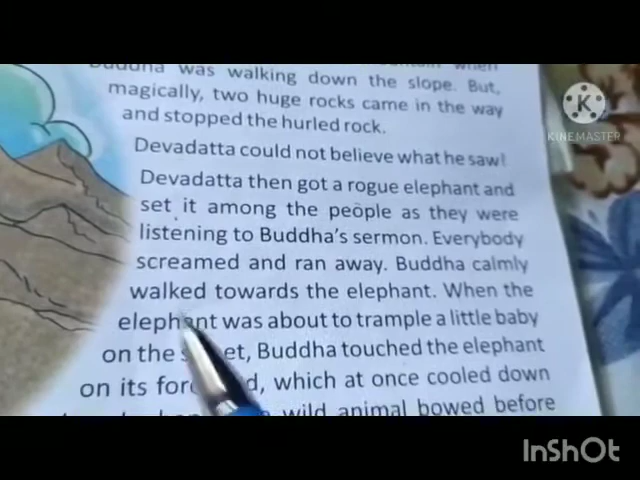 Buddha was walking down the slope. But,
magically, two huge rocks came in the way
and stopped the hurled rock.
Devadatta could not believe what he saw!
Devadatta then got a rogue elephant and
set it among the people as they were
listening to Buddha's sermon. Everybody
screamed and ran away. Buddha calmly
walked towards the elephant. When the
elephant was about to trample a little baby
on the et, Buddha touched the elephant
on its , which at once cooled down
wild animal bowed before
K
KINEMASTER
InShOt